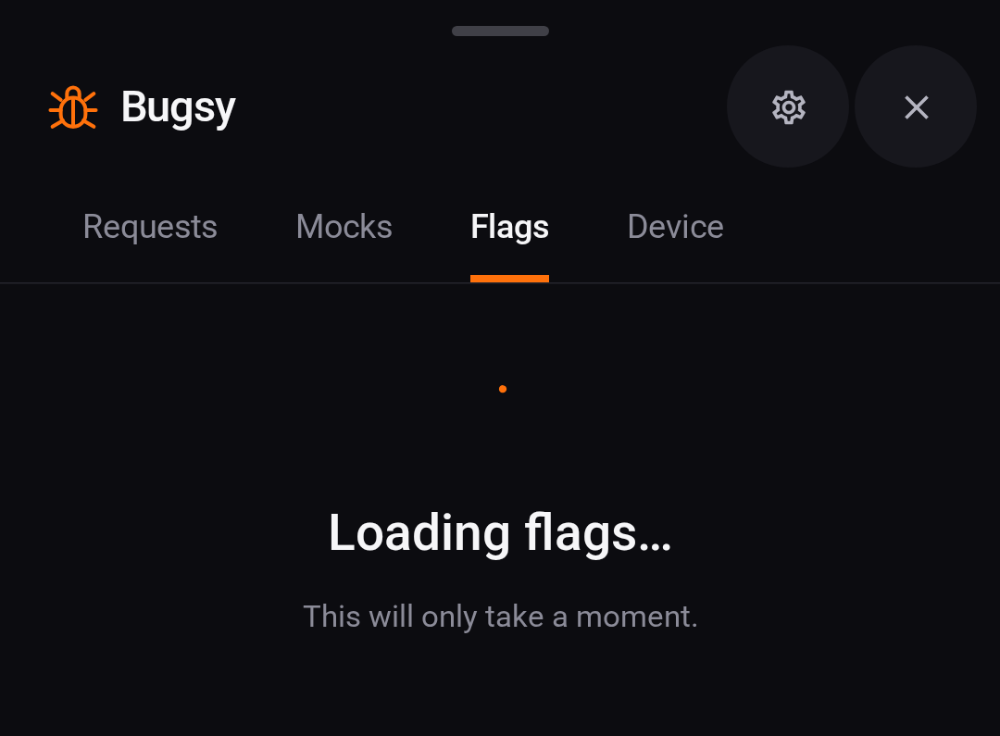 Bugsy
Requests Mocks Flags Device
Loading flags...
This will only take a moment.